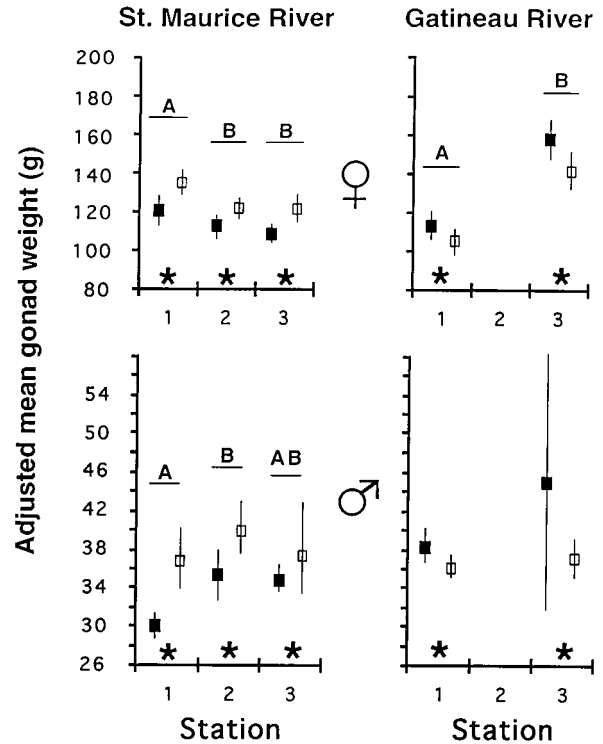 St. Maurice River
Gatineau River
Adjusted mean gonad weight (g)
200
180
160
140
120
100
80
A
B
B
* * *
1 2 3
A
B
* *
1 2 3
♀
54
50
46
42
38
34
30
26
A
B
AB
* * *
1 2 3
♂
* *
1 2 3
Station
Station